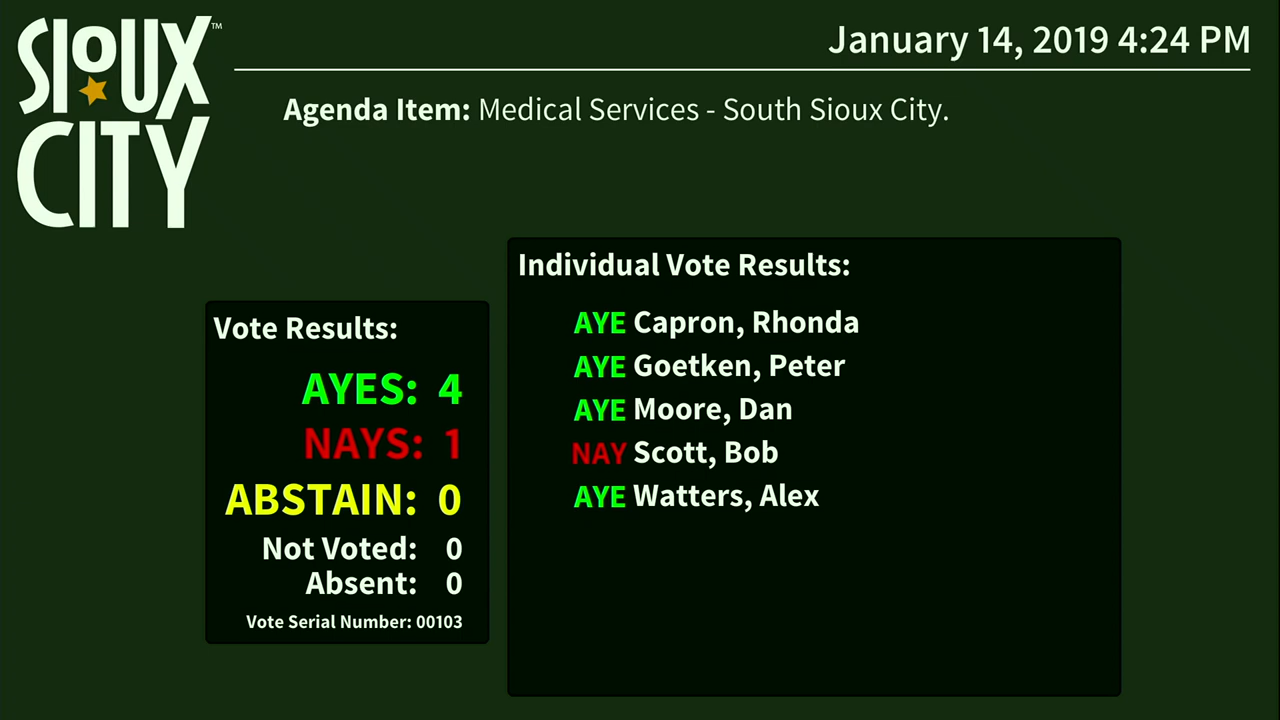 SIOUX
CITY
™
January 14, 2019 4:24 PM
Agenda Item: Medical Services - South Sioux City.
Vote Results:
AYES: 4
NAYS: 1
ABSTAIN: 0
Not Voted: 0
Absent: 0
Vote Serial Number: 00103
Individual Vote Results:
AYE Capron, Rhonda
AYE Goetken, Peter
AYE Moore, Dan
NAY Scott, Bob
AYE Watters, Alex